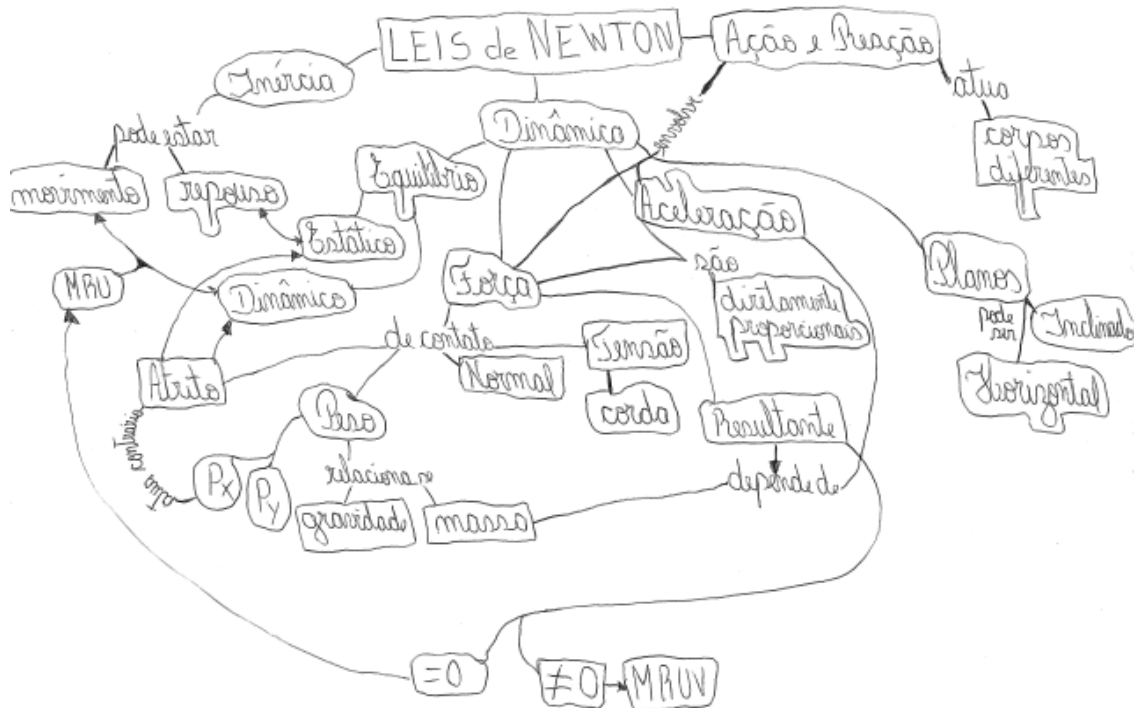 LEIS de NEWTON
Ação e Reação
Inércia
atua
Dinâmica
envolve
pode estar
corpos
diferentes
Equilíbrio
movimento
repouso
Aceleração
Estático
Planos
são
MRU
Dinâmico
Força
diretamente
proporcionais
pode
ser
Inclinado
de contato
Tensão
Atrito
Normal
Horizontal
corda
Peso
Resultante
atua contrário
Px
Py
relaciona se
depende de
gravidade
massa
=0
≠0
MRUV